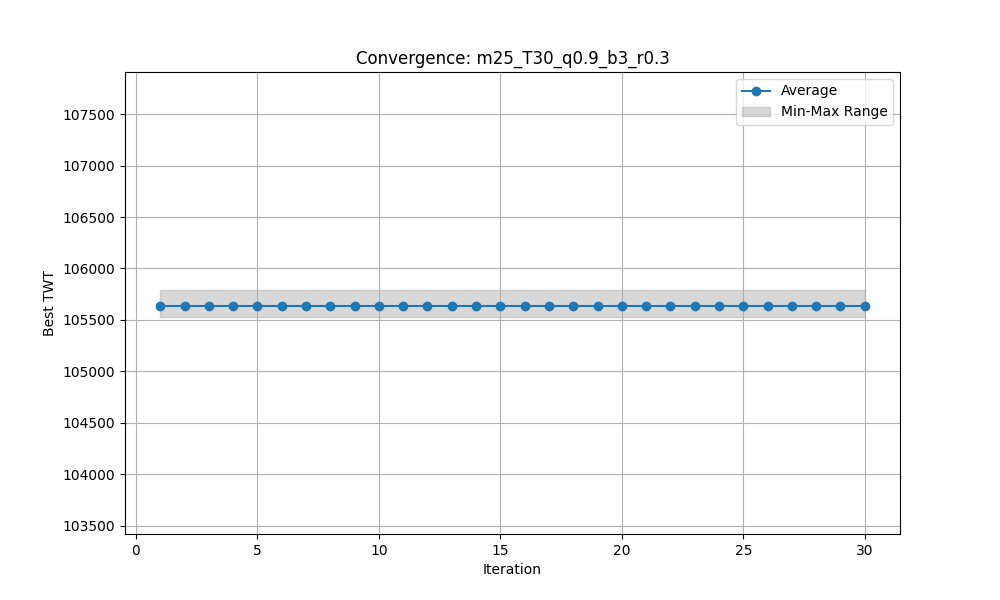 Convergence: m25_T30_q0.9_b3_r0.3
Average
Min-Max Range
107500
107000
106500
106000
105500
105000
104500
104000
103500
Best TWT
0 5 10 15 20 25 30
Iteration